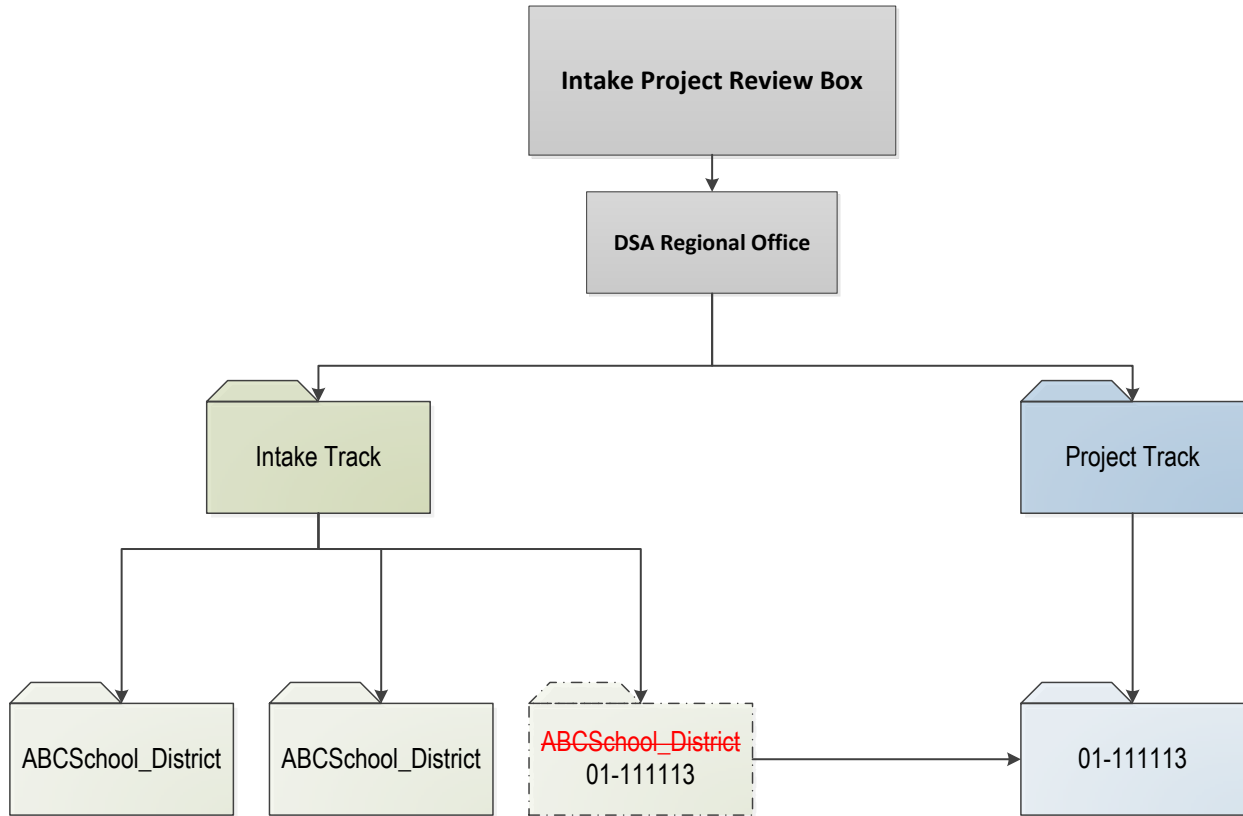 Intake Project Review Box
DSA Regional Office
Intake Track
Project Track
ABCSchool_District
ABCSchool_District
ABCSchool_District
01-111113
01-111113